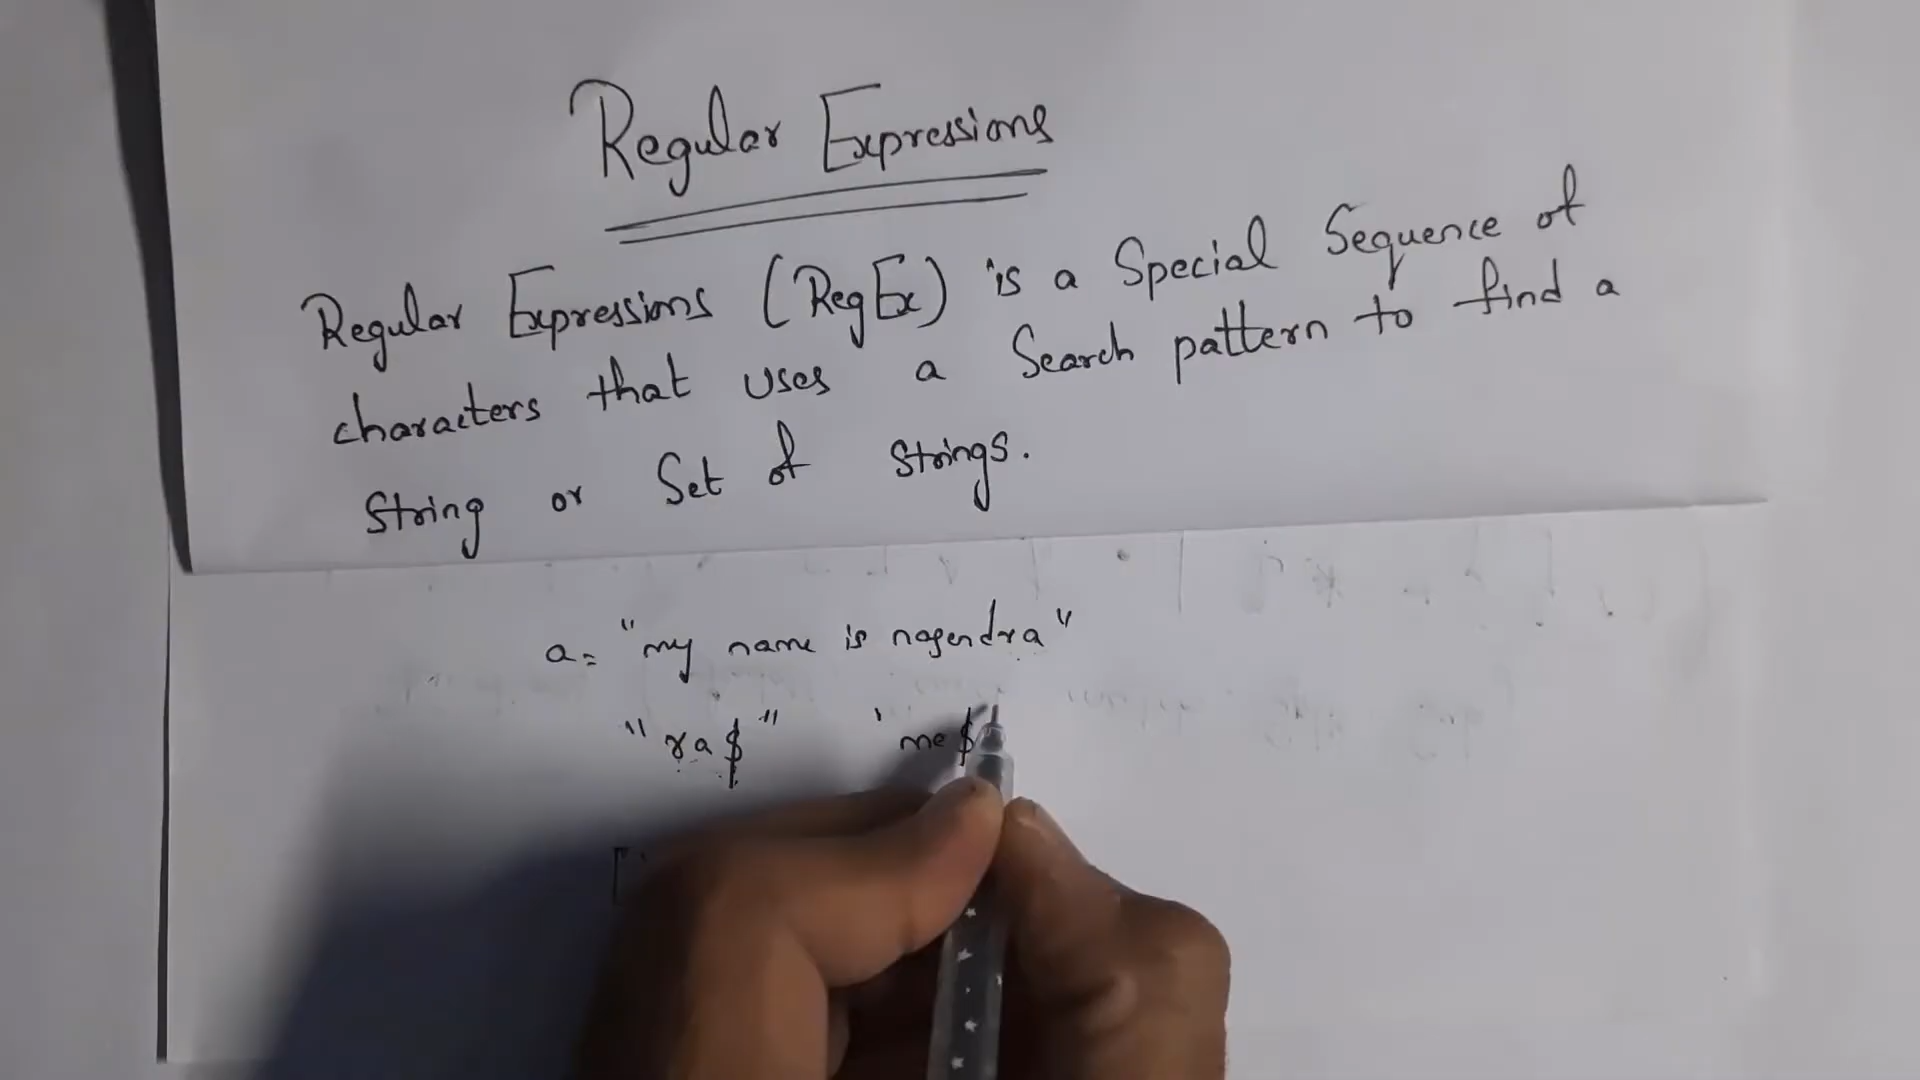 Regular Expressions
Regular Expressions (RegEx) is a Special Sequence of
characters that uses a Search pattern to find a
String or Set of Strings.
a = "my name is nagendra"
"ra$" 'me$
[